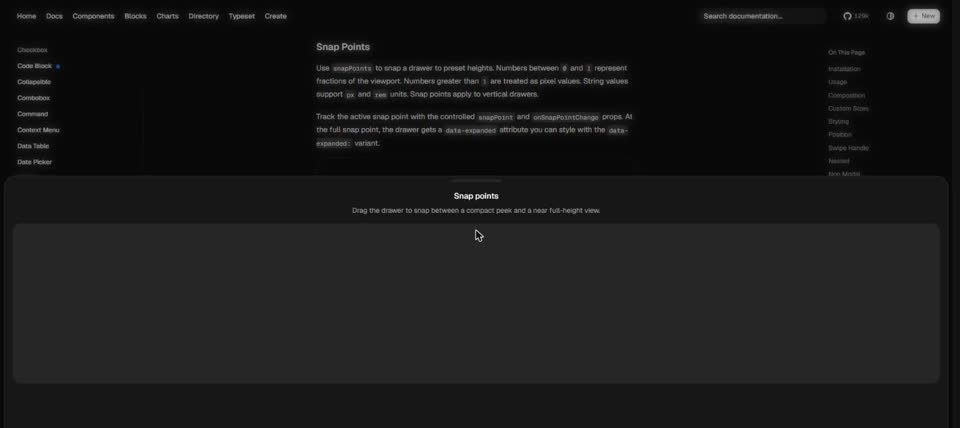 Home Docs Components Blocks Charts Directory Typeset Create
Search documentation...
129k
+ New
Checkbox
Code Block
Collapsible
Combobox
Command
Context Menu
Data Table
Date Picker
Snap Points
Use snapPoints to snap a drawer to preset heights. Numbers between 0 and 1 represent
fractions of the viewport. Numbers greater than 1 are treated as pixel values. String values
support px and rem units. Snap points apply to vertical drawers.
Track the active snap point with the controlled snapPoint and onSnapPointChange props. At
the full snap point, the drawer gets a data-expanded attribute you can style with the data-
expanded: variant.
On This Page
Installation
Usage
Composition
Custom Sizes
Styling
Position
Swipe Handle
Nested
Non Modal
Snap points
Drag the drawer to snap between a compact peek and a near full-height view.